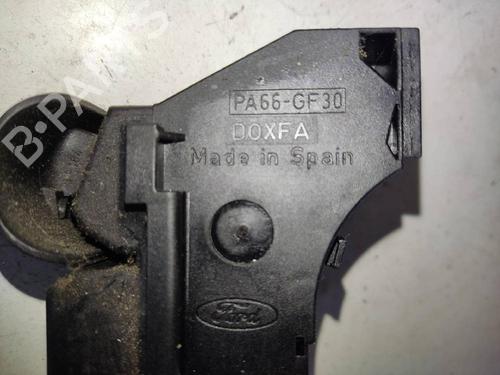 PA66-GF30
DOXFA
Made in Spain
Ford
B-PARTS